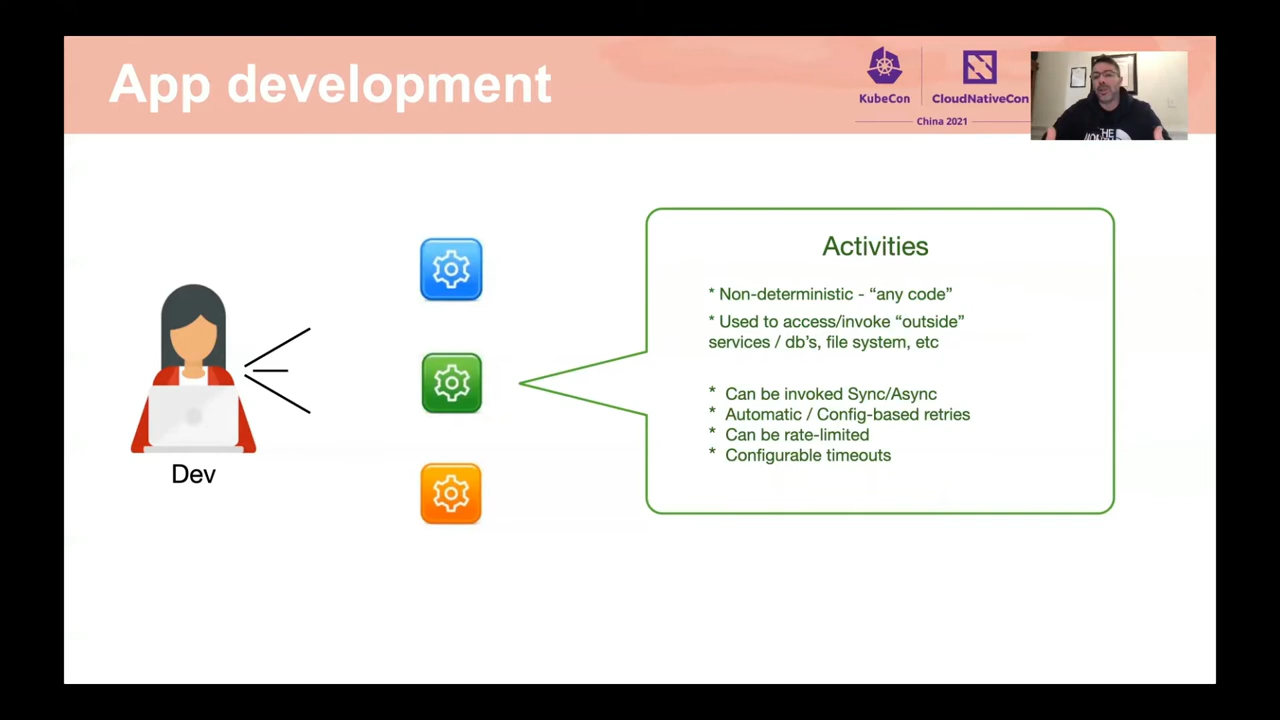 App development
KubeCon
CloudNativeCon
China 2021
THE
Activities
* Non-deterministic - “any code”
* Used to access/invoke “outside”
services / db’s, file system, etc
* Can be invoked Sync/Async
* Automatic / Config-based retries
* Can be rate-limited
* Configurable timeouts
Dev